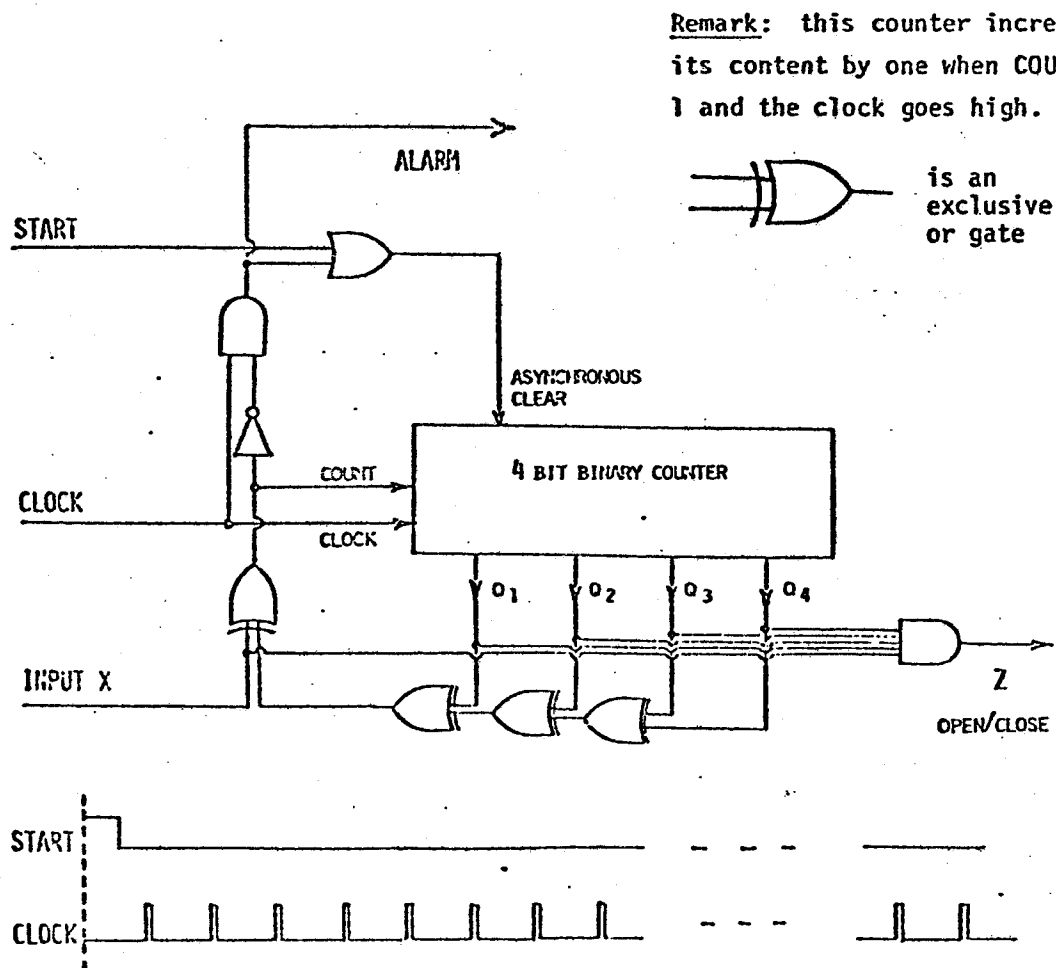 Remark: this counter incre
its content by one when COU
1 and the clock goes high.
ALARM
is an
exclusive
or gate
START
ASYNCHRONOUS
CLEAR
COUNT
4 BIT BINARY COUNTER
CLOCK
CLOCK
Q1
Q2
Q3
Q4
INPUT X
Z
OPEN/CLOSE
START
CLOCK